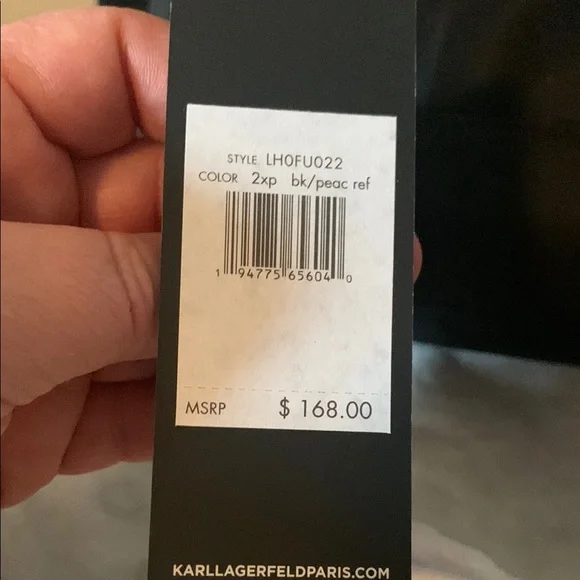 STYLE LH0FU022
COLOR 2xp bk/peac ref
1 94775 65604 0
MSRP $ 168.00
KARLLAGERFELDPARIS.COM